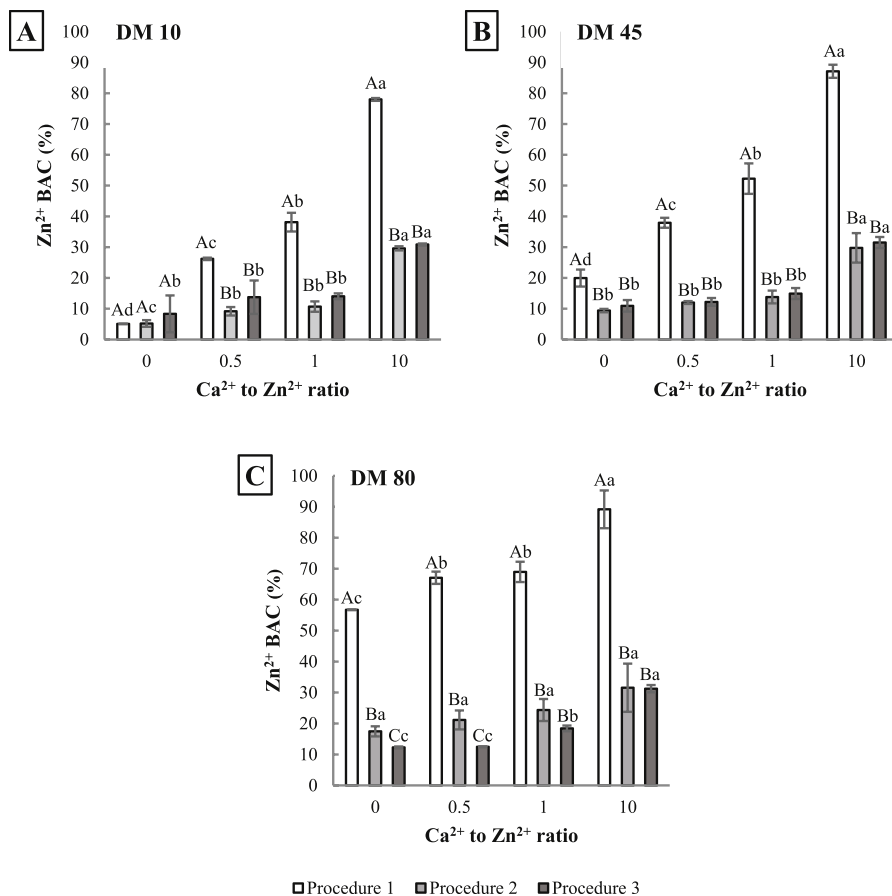 A DM 10
100
90
80
70
60
50
40
30
20
10
0
Zn²⁺ BAC (%)
Ad Ac Ab
Ac Bb Bb
Ab Bb Bb
Aa Ba Ba
0 0.5 1 10
Ca²⁺ to Zn²⁺ ratio
B DM 45
100
90
80
70
60
50
40
30
20
10
0
Zn²⁺ BAC (%)
Ad Bb Bb
Ac Bb Bb
Ab Bb Bb
Aa Ba Ba
0 0.5 1 10
Ca²⁺ to Zn²⁺ ratio
C DM 80
100
90
80
70
60
50
40
30
20
10
0
Zn²⁺ BAC (%)
Ac Ba Cc
Ab Ba Cc
Ab Ba Bb
Aa Ba Ba
0 0.5 1 10
Ca²⁺ to Zn²⁺ ratio
Procedure 1 Procedure 2 Procedure 3